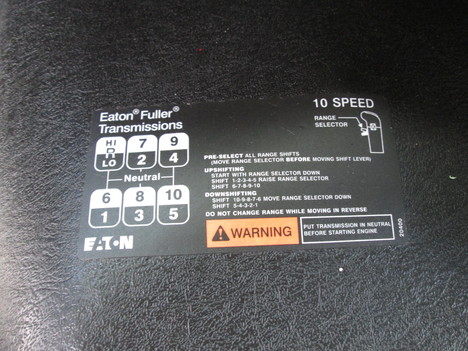 Eaton® Fuller®
Transmissions
10 SPEED
RANGE
SELECTOR
HI 7 9
LO 2 4
Neutral
6 8 10
1 3 5
EATON
PRE-SELECT ALL RANGE SHIFTS
(MOVE RANGE SELECTOR BEFORE MOVING SHIFT LEVER)
UPSHIFTING
START WITH RANGE SELECTOR DOWN
SHIFT 1-2-3-4-5 RAISE RANGE SELECTOR
SHIFT 6-7-8-9-10
DOWNSHIFTING
SHIFT 10-9-8-7-6 MOVE RANGE SELECTOR DOWN
SHIFT 5-4-3-2-1
DO NOT CHANGE RANGE WHILE MOVING IN REVERSE
WARNING
PUT TRANSMISSION IN NEUTRAL
BEFORE STARTING ENGINE
20400